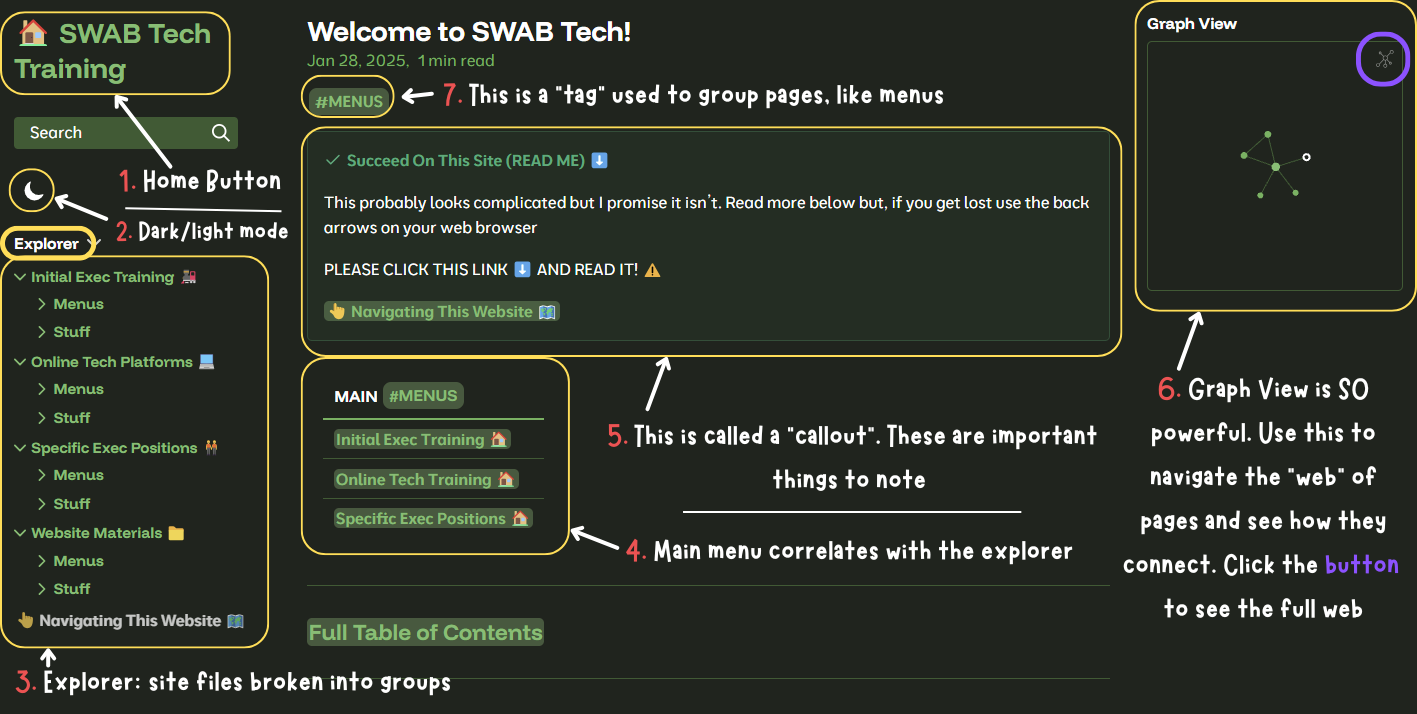 🏠 SWAB Tech
Training
Search
1. Home Button
2. Dark/light mode
Explorer
Initial Exec Training 🚂
Menus
Stuff
Online Tech Platforms 💻
Menus
Stuff
Specific Exec Positions 👬
Menus
Stuff
Website Materials 📁
Menus
Stuff
👆 Navigating This Website 🗺️
3. Explorer: site files broken into groups
Welcome to SWAB Tech!
Jan 28, 2025, 1 min read
#MENUS
7. This is a "tag" used to group pages, like menus
Succeed On This Site (READ ME) ⬇️
This probably looks complicated but I promise it isn't. Read more below but, if you get lost use the back
arrows on your web browser
PLEASE CLICK THIS LINK ⬇️ AND READ IT! ⚠️
👆 Navigating This Website 🗺️
MAIN #MENUS
Initial Exec Training 🏠
Online Tech Training 🏠
Specific Exec Positions 🏠
5. This is called a "callout". These are important
things to note
4. Main menu correlates with the explorer
Full Table of Contents
Graph View
6. Graph View is SO
powerful. Use this to
navigate the "web" of
pages and see how they
connect. Click the button
to see the full web